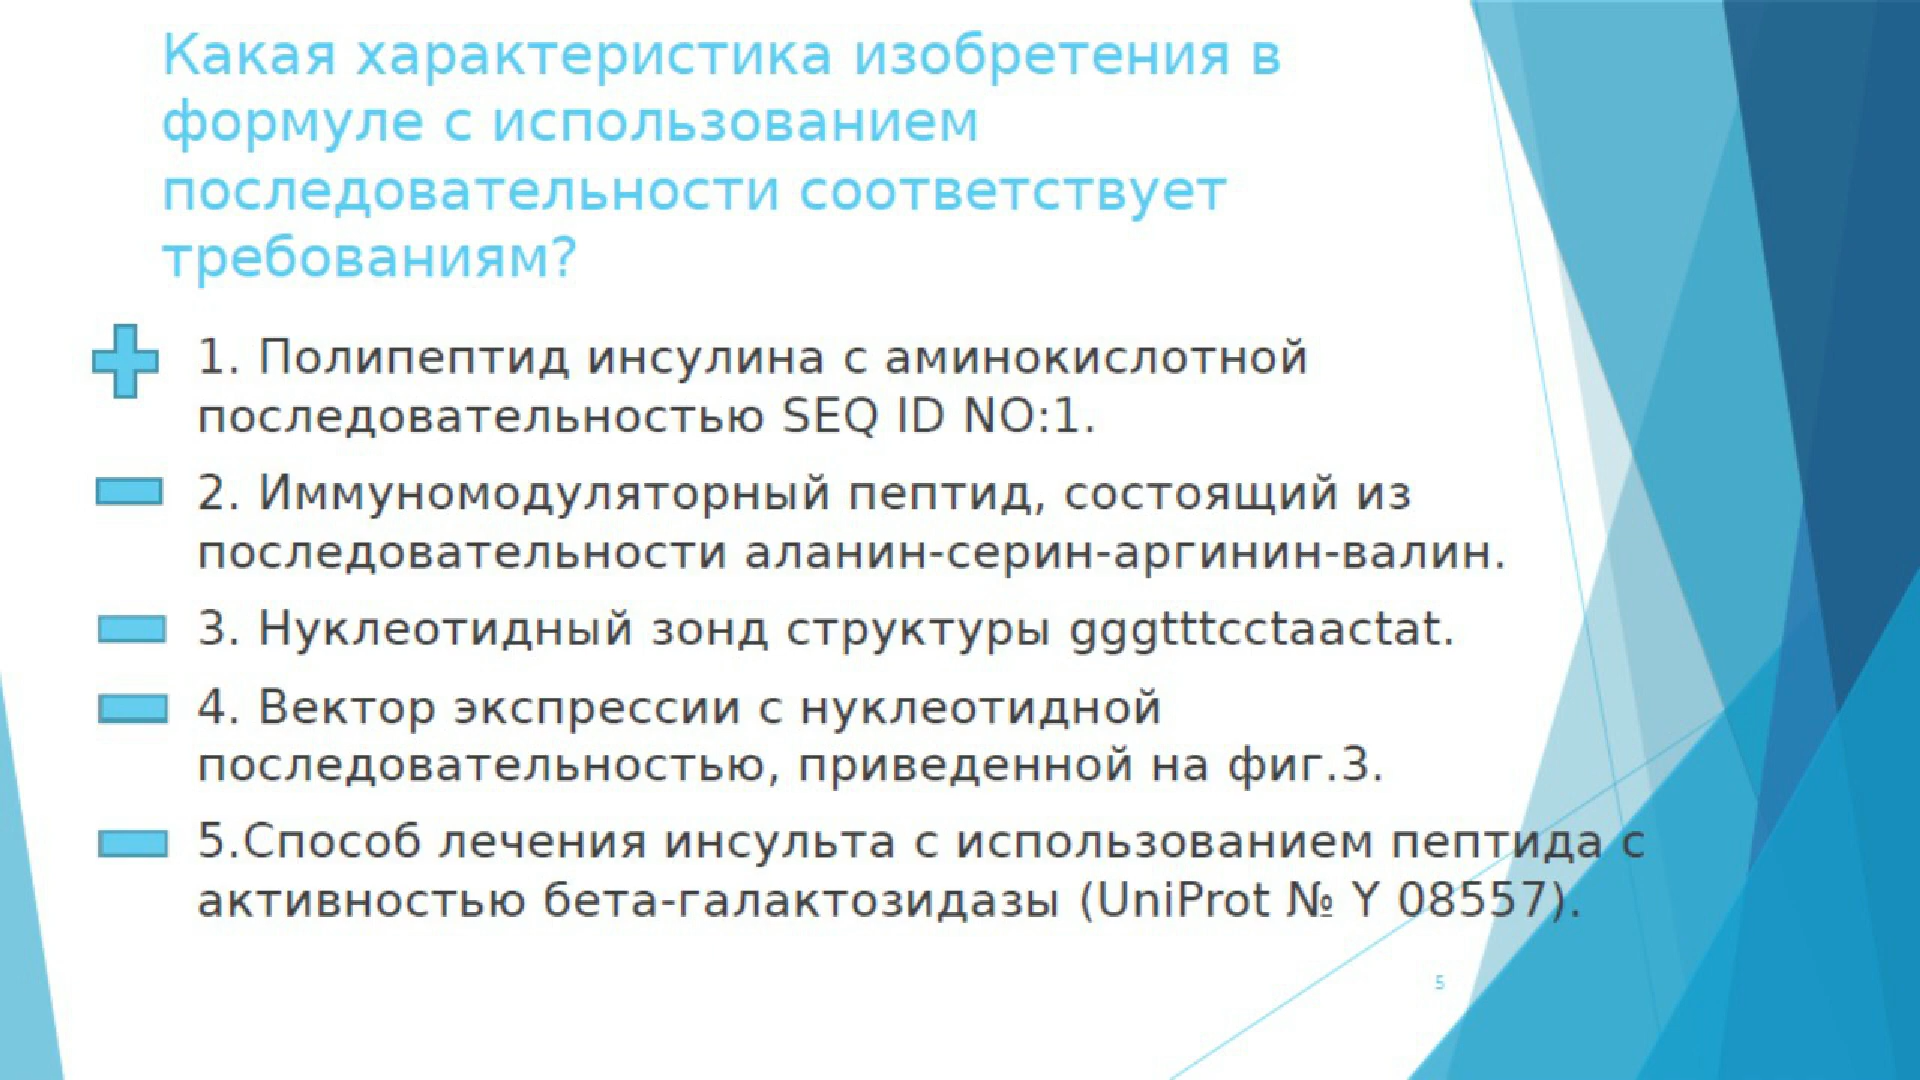 Какая характеристика изобретения в
формуле с использованием
последовательности соответствует
требованиям?
1. Полипептид инсулина с аминокислотной
последовательностью SEQ ID NO:1.
2. Иммуномодуляторный пептид, состоящий из
последовательности аланин-серин-аргинин-валин.
3. Нуклеотидный зонд структуры gggtttcctaactat.
4. Вектор экспрессии с нуклеотидной
последовательностью, приведенной на фиг.3.
5.Способ лечения инсульта с использованием пептида с
активностью бета-галактозидазы (UniProt № Y 08557).
5